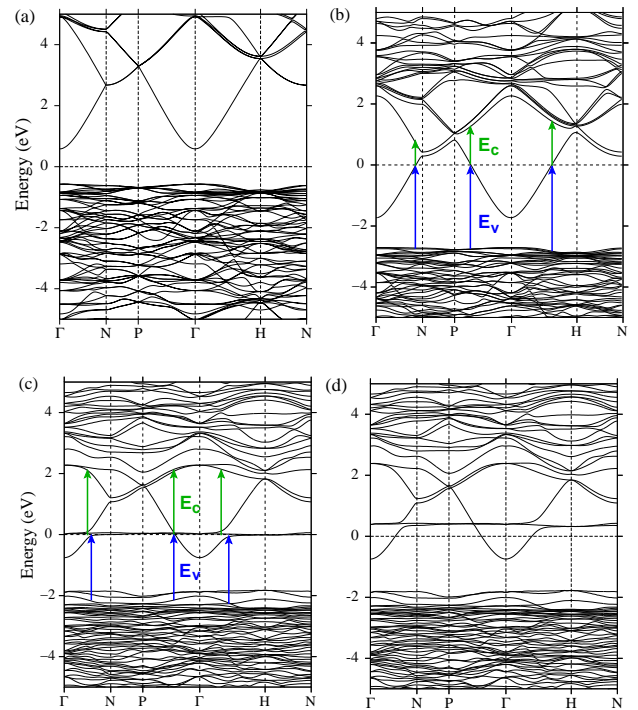 (a)
4
2
0
-2
-4
Energy (eV)
Γ N P Γ H N
(b)
4
2
0
-2
-4
E_c
E_v
Γ N P Γ H N
(c)
4
2
0
-2
-4
Energy (eV)
E_c
E_v
Γ N P Γ H N
(d)
4
2
0
-2
-4
Γ N P Γ H N